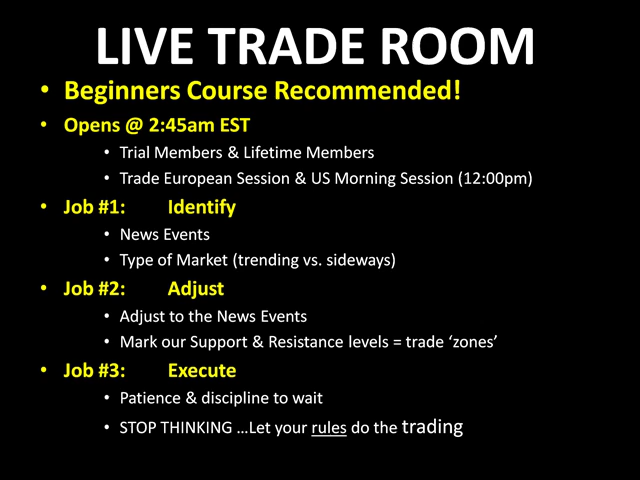 LIVE TRADE ROOM
• Beginners Course Recommended!
• Opens @ 2:45am EST
• Trial Members & Lifetime Members
• Trade European Session & US Morning Session (12:00pm)
• Job #1: Identify
• News Events
• Type of Market (trending vs. sideways)
• Job #2: Adjust
• Adjust to the News Events
• Mark our Support & Resistance levels = trade ‘zones’
• Job #3: Execute
• Patience & discipline to wait
• STOP THINKING …Let your rules do the trading